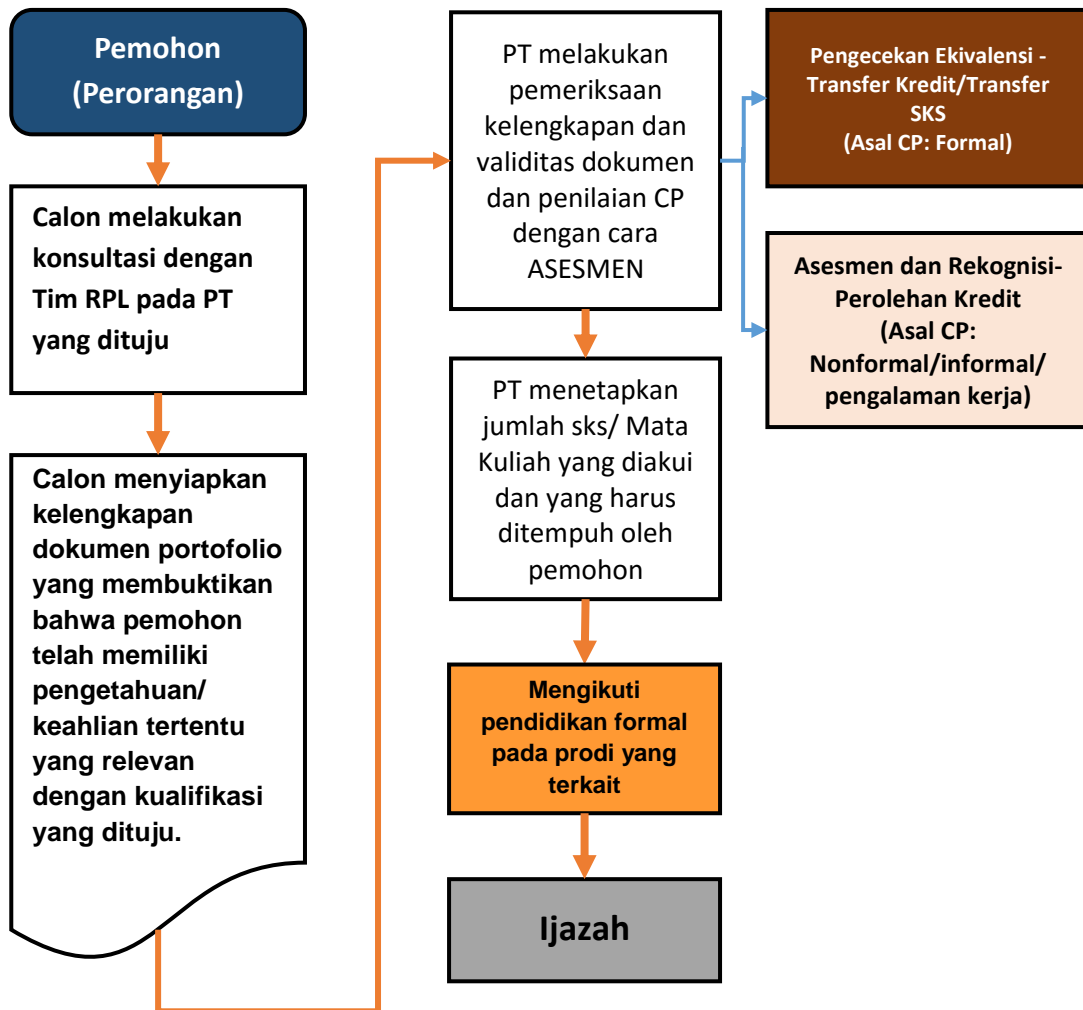 Pemohon
(Perorangan)
Calon melakukan
konsultasi dengan
Tim RPL pada PT
yang dituju
Calon menyiapkan
kelengkapan
dokumen portofolio
yang membuktikan
bahwa pemohon
telah memiliki
pengetahuan/
keahlian tertentu
yang relevan
dengan kualifikasi
yang dituju.
PT melakukan
pemeriksaan
kelengkapan dan
validitas dokumen
dan penilaian CP
dengan cara
ASESMEN
Pengecekan Ekivalensi -
Transfer Kredit/Transfer
SKS
(Asal CP: Formal)
Asesmen dan Rekognisi-
Perolehan Kredit
(Asal CP:
Nonformal/informal/
pengalaman kerja)
PT menetapkan
jumlah sks/ Mata
Kuliah yang diakui
dan yang harus
ditempuh oleh
pemohon
Mengikuti
pendidikan formal
pada prodi yang
terkait
Ijazah